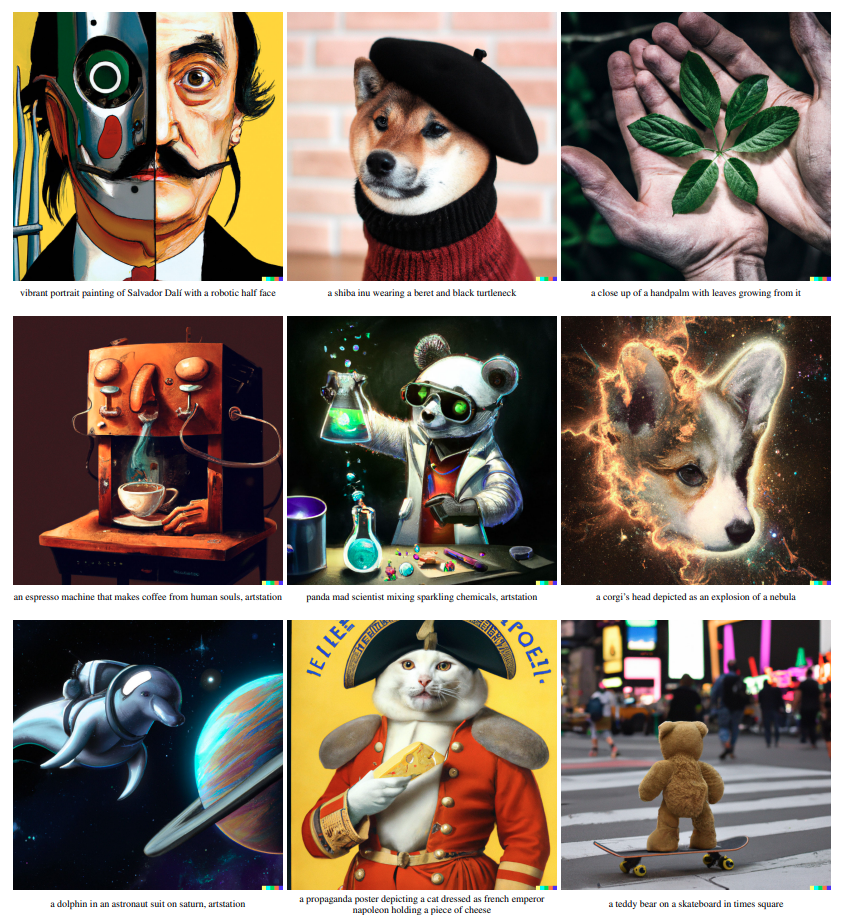 vibrant portrait painting of Salvador Dalí with a robotic half face
a shiba inu wearing a beret and black turtleneck
a close up of a handpalm with leaves growing from it
an espresso machine that makes coffee from human souls, artstation
panda mad scientist mixing sparkling chemicals, artstation
a corgi's head depicted as an explosion of a nebula
a dolphin in an astronaut suit on saturn, artstation
a propaganda poster depicting a cat dressed as french emperor
napoleon holding a piece of cheese
a teddy bear on a skateboard in times square